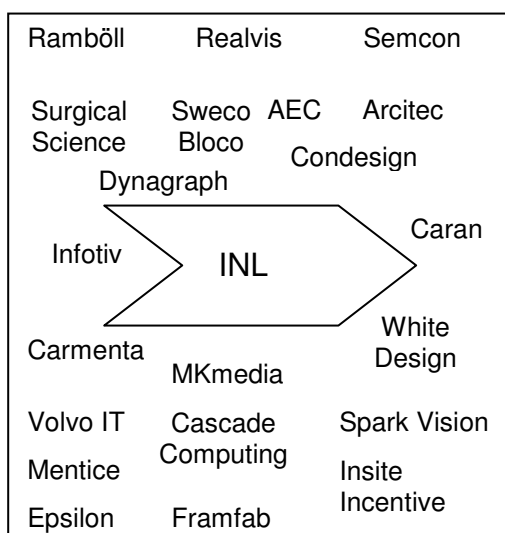 Ramböll Realvis Semcon
Surgical Science
Sweco Bloco
AEC
Arcitec
Condesign
Dynagraph
Infotiv
INL
Caran
Carmenta
White Design
MKmedia
Volvo IT
Cascade Computing
Spark Vision
Mentice
Insite Incentive
Epsilon
Framfab